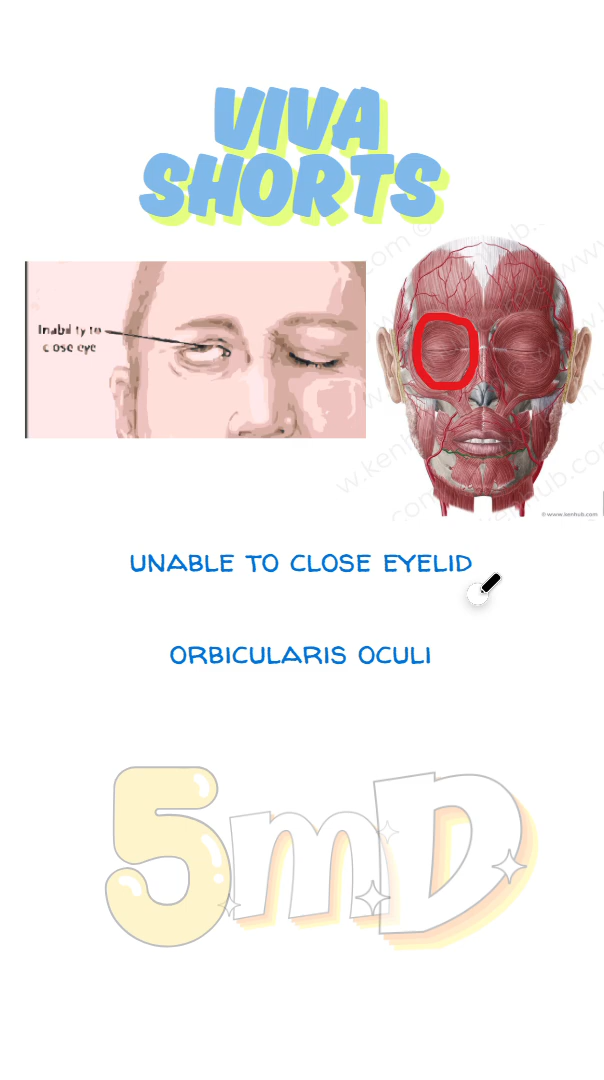 VIVA
SHORTS
Inability to
close eye
© www.kenhub.com
UNABLE TO CLOSE EYELID
ORBICULARIS OCULI
5mD